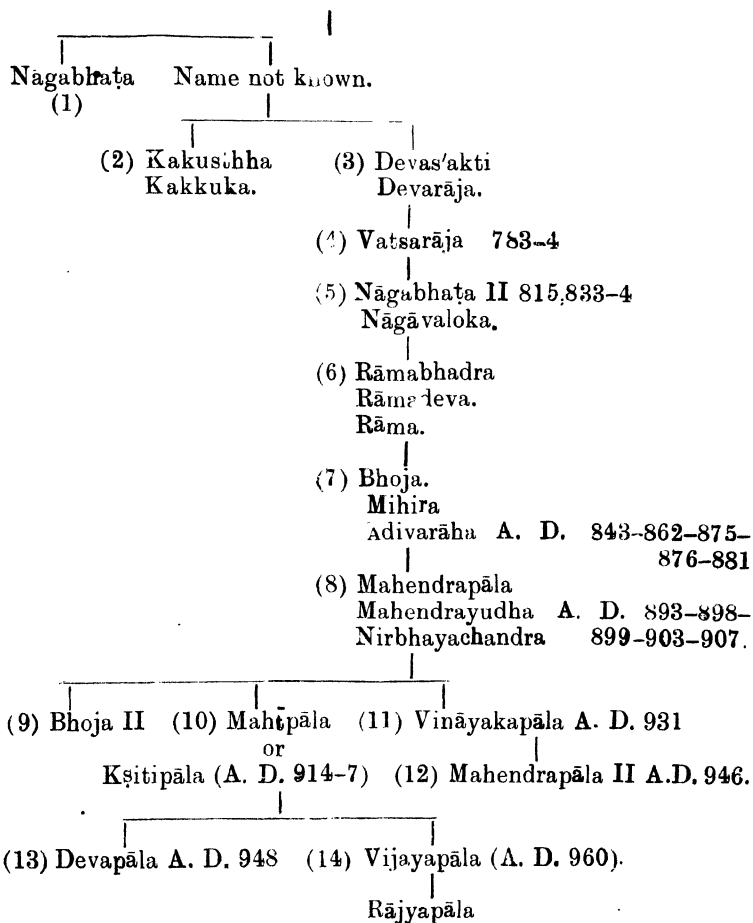 Nāgabhaṭa Name not known.
(1)
(2) Kakustha (3) Devas'akti
Kakkuka. Devarāja.
(4) Vatsarāja 783-4
(5) Nāgabhaṭa II 815,833-4
Nāgāvaloka.
(6) Rāmabhadra
Rāmadeva.
Rāma.
(7) Bhoja.
Mihira
Adivarāha A. D. 843-862-875-
876-881
(8) Mahendrapāla
Mahendrayudha A. D. 893-898-
Nirbhayachandra 899-903-907.
(9) Bhoja II (10) Mahīpāla (11) Vināyakapāla A. D. 931
or
Kṣitipāla (A. D. 914-7) (12) Mahendrapāla II A.D. 946.
(13) Devapāla A. D. 948 (14) Vijayapāla (A. D. 960).
Rājyapāla